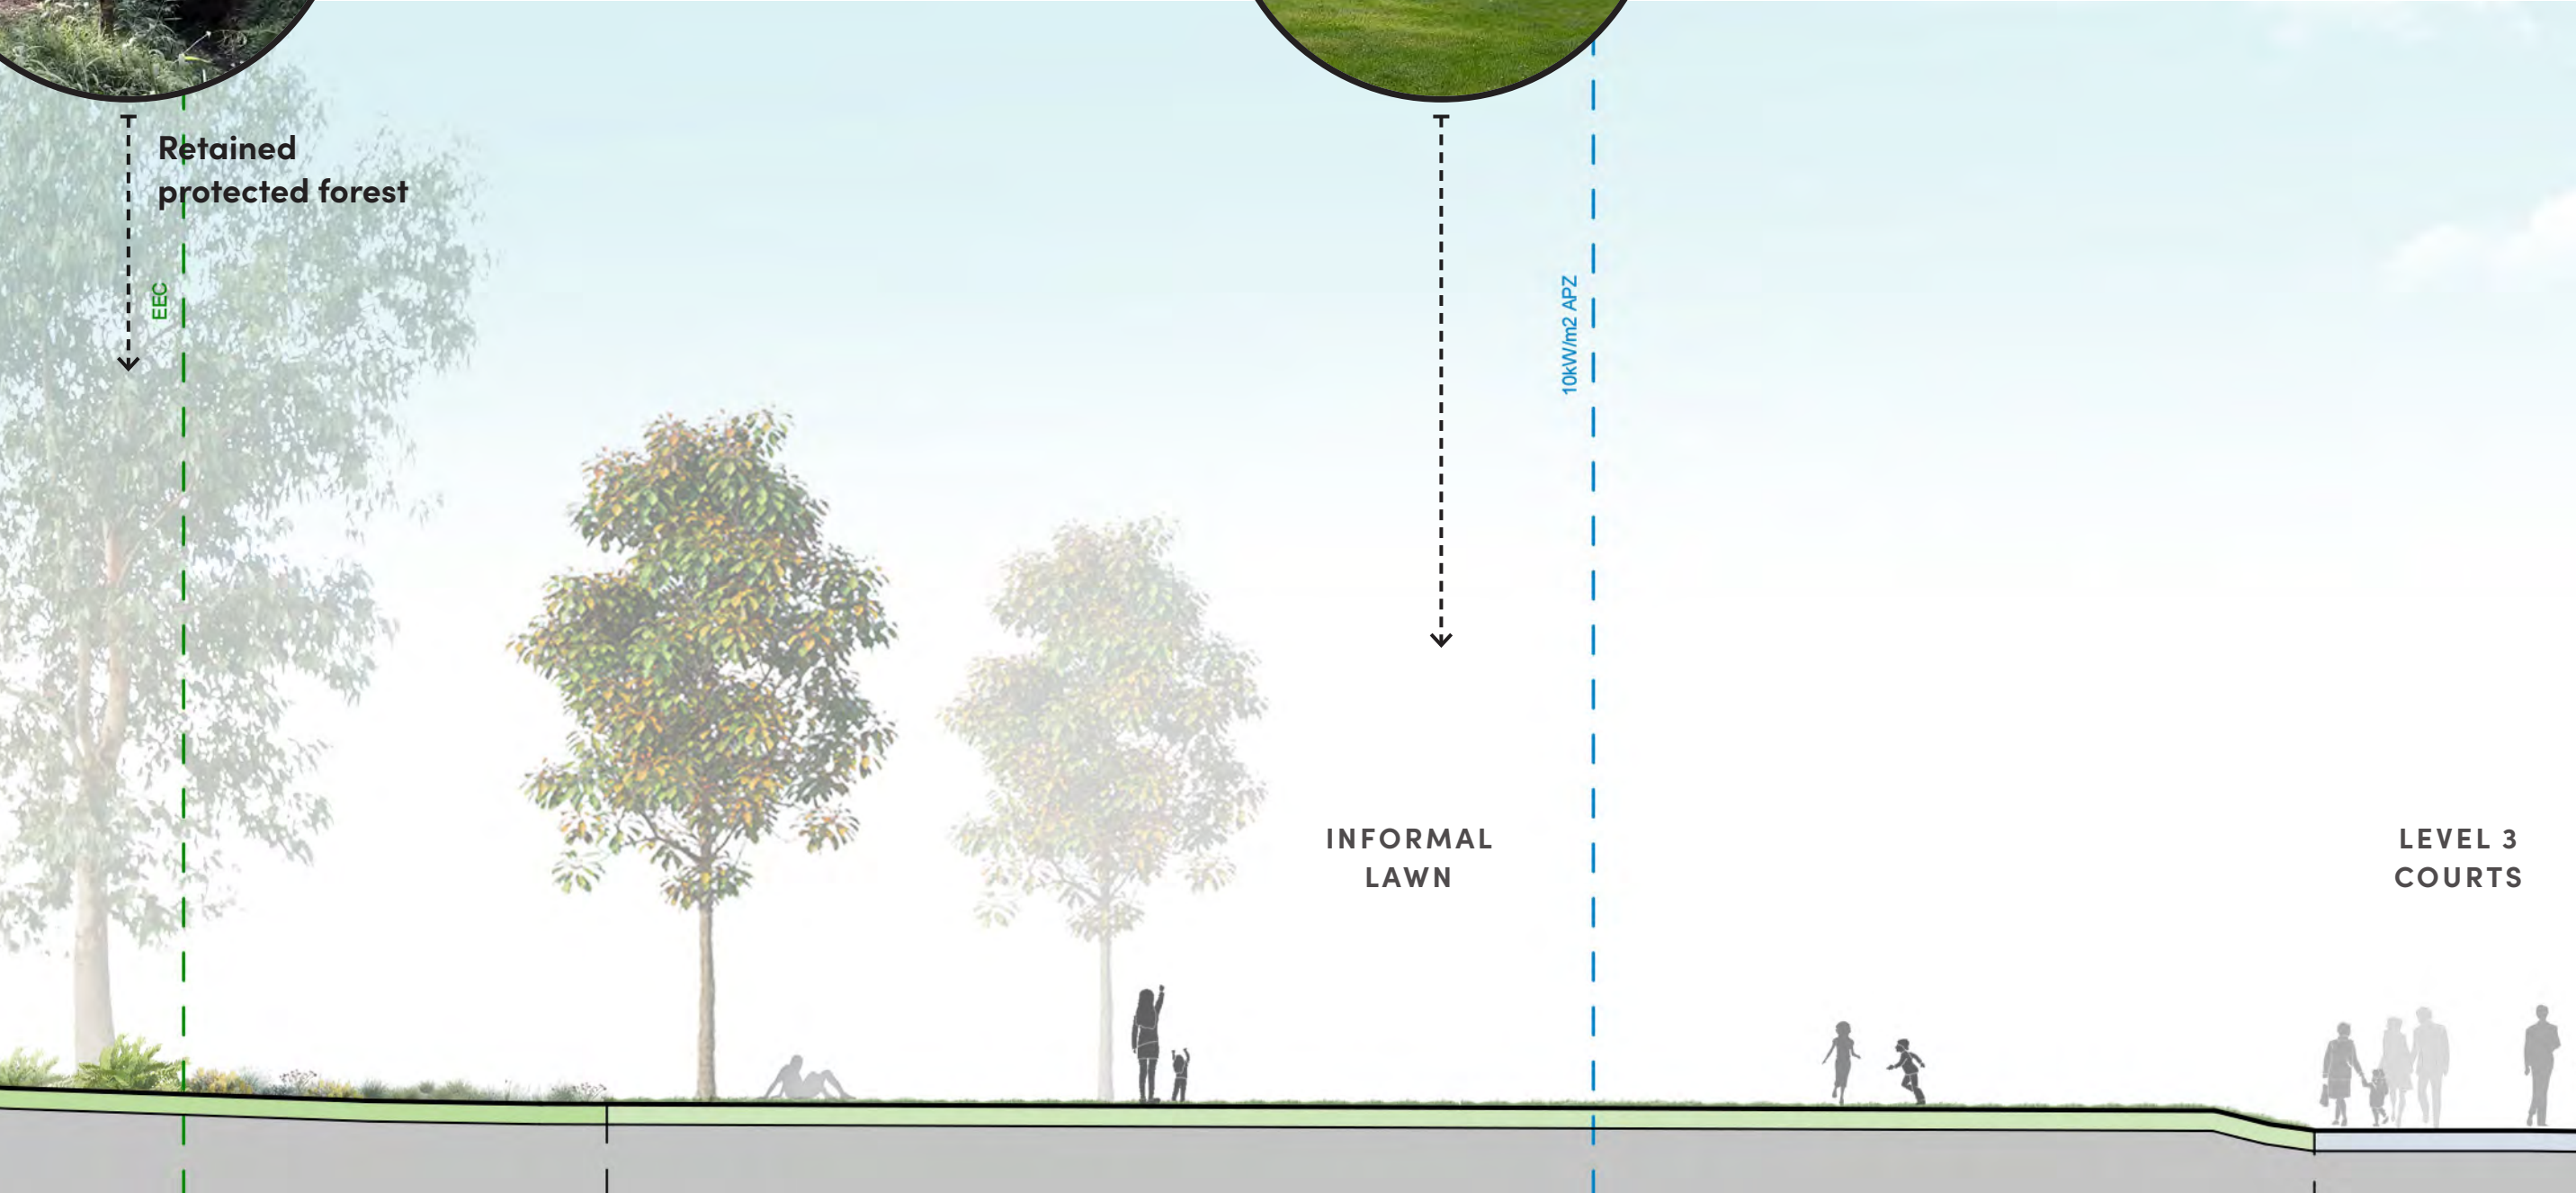 Retained
protected forest
EEC
10kW/m2 APZ
INFORMAL
LAWN
LEVEL 3
COURTS